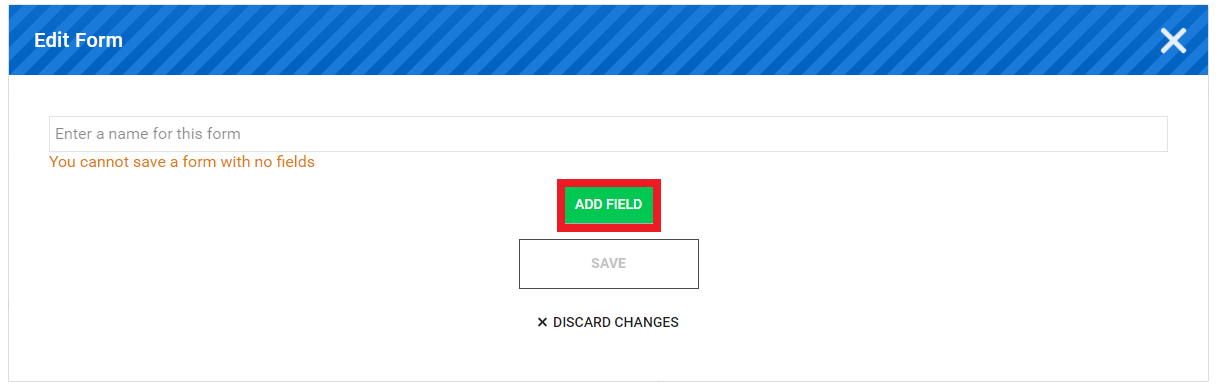 Edit Form
Enter a name for this form
You cannot save a form with no fields
ADD FIELD
SAVE
DISCARD CHANGES